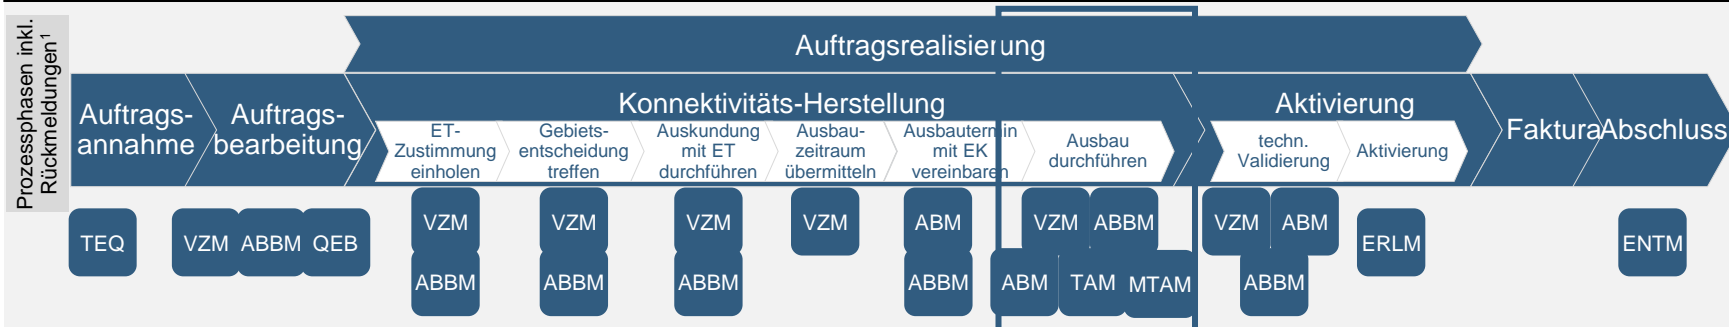 Prozessphasen inkl.
Rückmeldungen¹
Auftragsrealisierung
Auftrags-
annahme
Auftrags-
bearbeitung
Konnektivitäts-Herstellung
Aktivierung
Faktura
Abschluss
ET-
Zustimmung
einholen
Gebiets-
entscheidung
treffen
Auskundung
mit ET
durchführen
Ausbau-
zeitraum
übermitteln
Ausbautermin
mit EK
vereinbaren
Ausbau
durchführen
techn.
Validierung
Aktivierung
TEQ
VZM ABBM QEB
VZM
ABBM
VZM
ABBM
VZM
ABBM
VZM
ABM
ABBM
VZM ABBM
ABM TAM MTAM
VZM ABM
ABBM
ERLM
ENTM